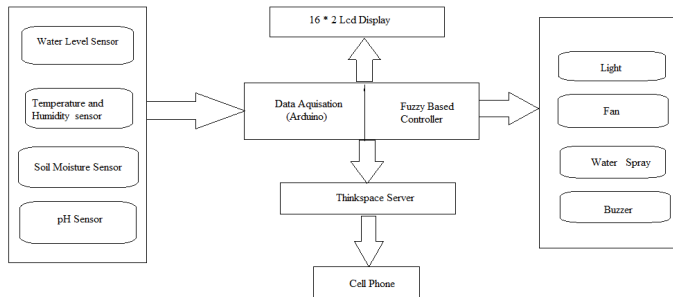 16 * 2 Lcd Display
Water Level Sensor
Temperature and
Humidity sensor
Soil Moisture Sensor
pH Sensor
Data Aquisation
(Arduino)
Fuzzy Based
Controller
Thinkspace Server
Cell Phone
Light
Fan
Water Spray
Buzzer